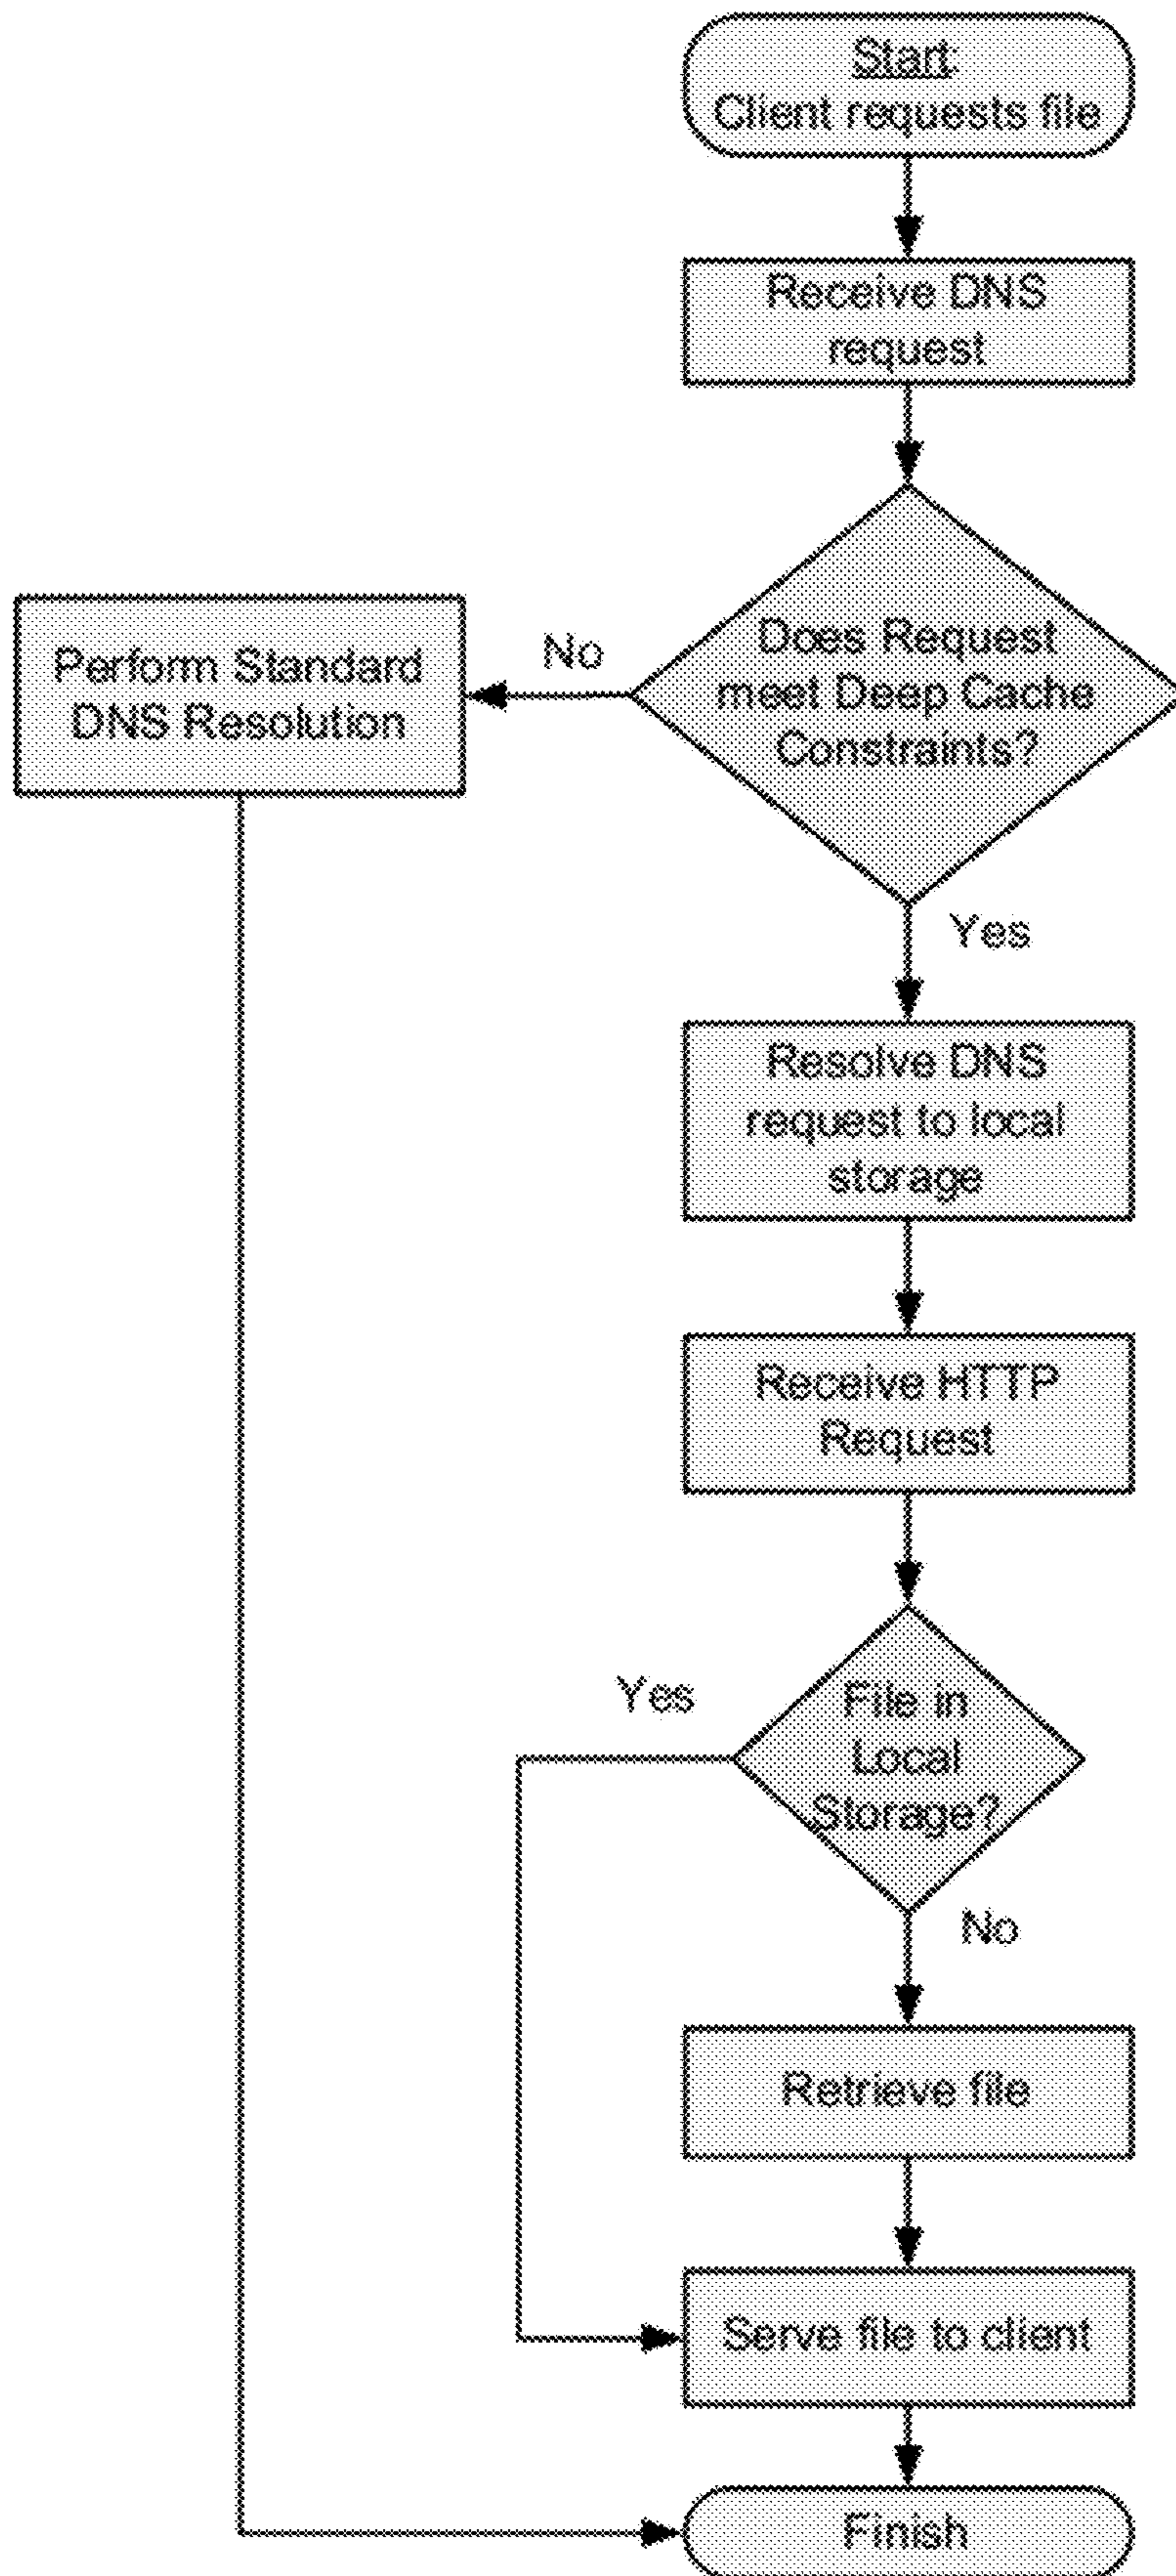 Start:
Client requests file
Receive DNS
request
Does Request
meet Deep Cache
Constraints?
No
Perform Standard
DNS Resolution
Yes
Resolve DNS
request to local
storage
Receive HTTP
Request
File in
Local
Storage?
Yes
No
Retrieve file
Serve file to client
Finish